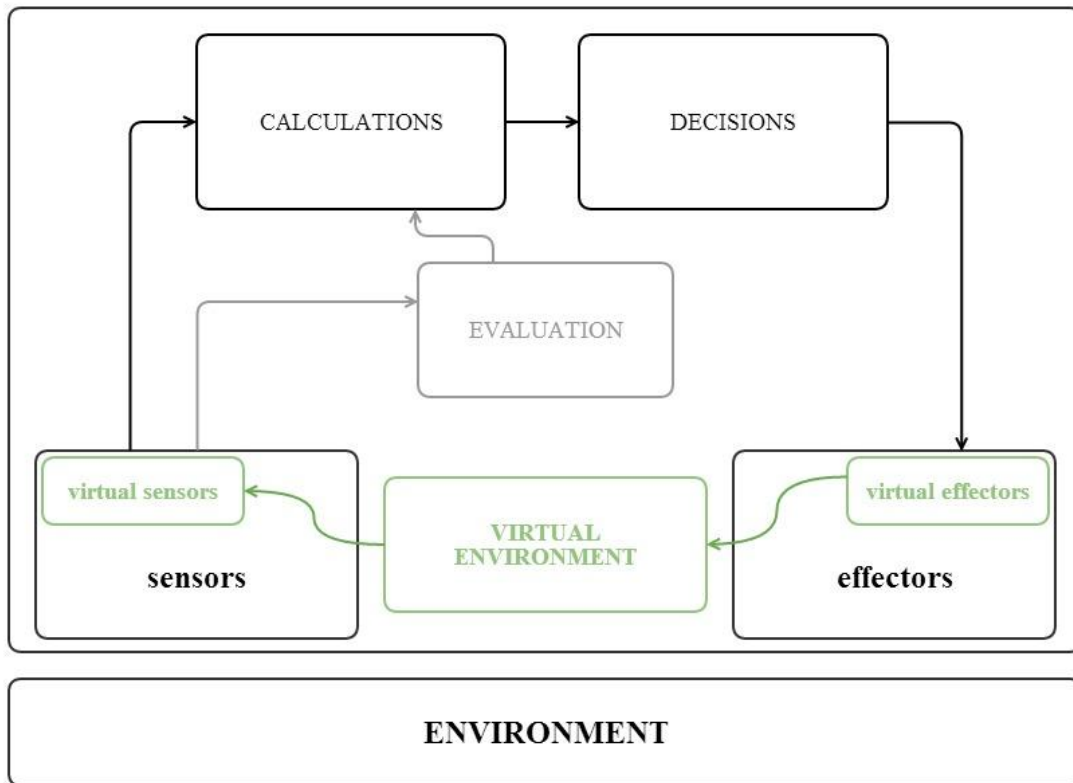 CALCULATIONS
DECISIONS
EVALUATION
virtual sensors
virtual effectors
VIRTUAL
ENVIRONMENT
sensors
effectors
ENVIRONMENT